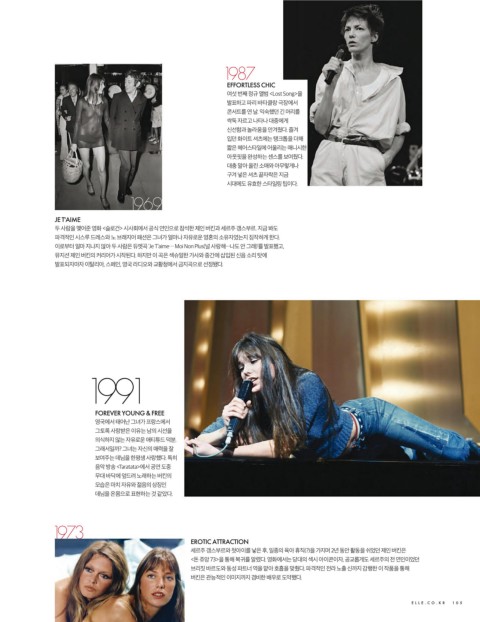 1987
EFFORTLESS CHIC
여섯 번째 정규 앨범 <Lost Song>을
발표하고 파리 바타클랑 극장에서
콘서트를 연 날. 익숙했던 긴 머리를
싹둑 자르고 나타나 대중에게
신선함과 놀라움을 안겨줬다. 즐겨
입던 화이트 셔츠에는 탱크톱을 더해
짧은 헤어스타일에 어울리는 매니시한
아웃핏을 완성하는 센스를 보여줬다.
대충 말아 올린 소매와 아무렇게나
구겨 넣은 셔츠 끝자락은 지금
시대에도 유효한 스타일링 팁이다.
1969
JE T'AIME
두 사람을 맺어준 영화 <슬로건> 시사회에서 공식 연인으로 참석한 제인 버킨과 세르주 갱스부르. 지금 봐도
파격적인 시스루 드레스와 노 브래지어 패션은 그녀가 얼마나 자유로운 영혼의 소유자였는지 짐작하게 한다.
이로부터 얼마 지나지 않아 두 사람은 듀엣곡 'Je T'aime… Moi Non Plus(널 사랑해…나도 안 그래)'를 발표했고,
뮤지션 제인 버킨의 커리어가 시작된다. 하지만 이 곡은 섹슈얼한 가사와 중간에 삽입된 신음 소리 탓에
발표되자마자 이탈리아, 스페인, 영국 라디오와 교황청에서 금지곡으로 선정됐다.
1991
FOREVER YOUNG & FREE
영국에서 태어난 그녀가 프랑스에서
그토록 사랑받은 이유는 남의 시선을
의식하지 않는 자유로운 애티튜드 덕분.
그래서일까? 그녀는 자신의 매력을 잘
보여주는 데님을 한평생 사랑했다. 특히
음악 방송 <Taratata>에서 공연 도중
무대 바닥에 엎드려 노래하는 버킨의
모습은 마치 자유와 젊음의 상징인
데님을 온몸으로 표현하는 것 같았다.
1973
EROTIC ATTRACTION
세르주 갱스부르와 첫아이를 낳은 후, 일종의 육아 휴직(?)을 가지며 2년 동안 활동을 쉬었던 제인 버킨은
<돈 주앙 73>을 통해 복귀를 알렸다. 영화에서는 당대의 섹시 아이콘이자, 공교롭게도 세르주의 전 연인이었던
브리짓 바르도와 동성 파트너 역을 맡아 호흡을 맞췄다. 파격적인 전라 노출 신까지 감행한 이 작품을 통해
버킨은 관능적인 이미지까지 겸비한 배우로 도약했다.
ELLE.CO.KR